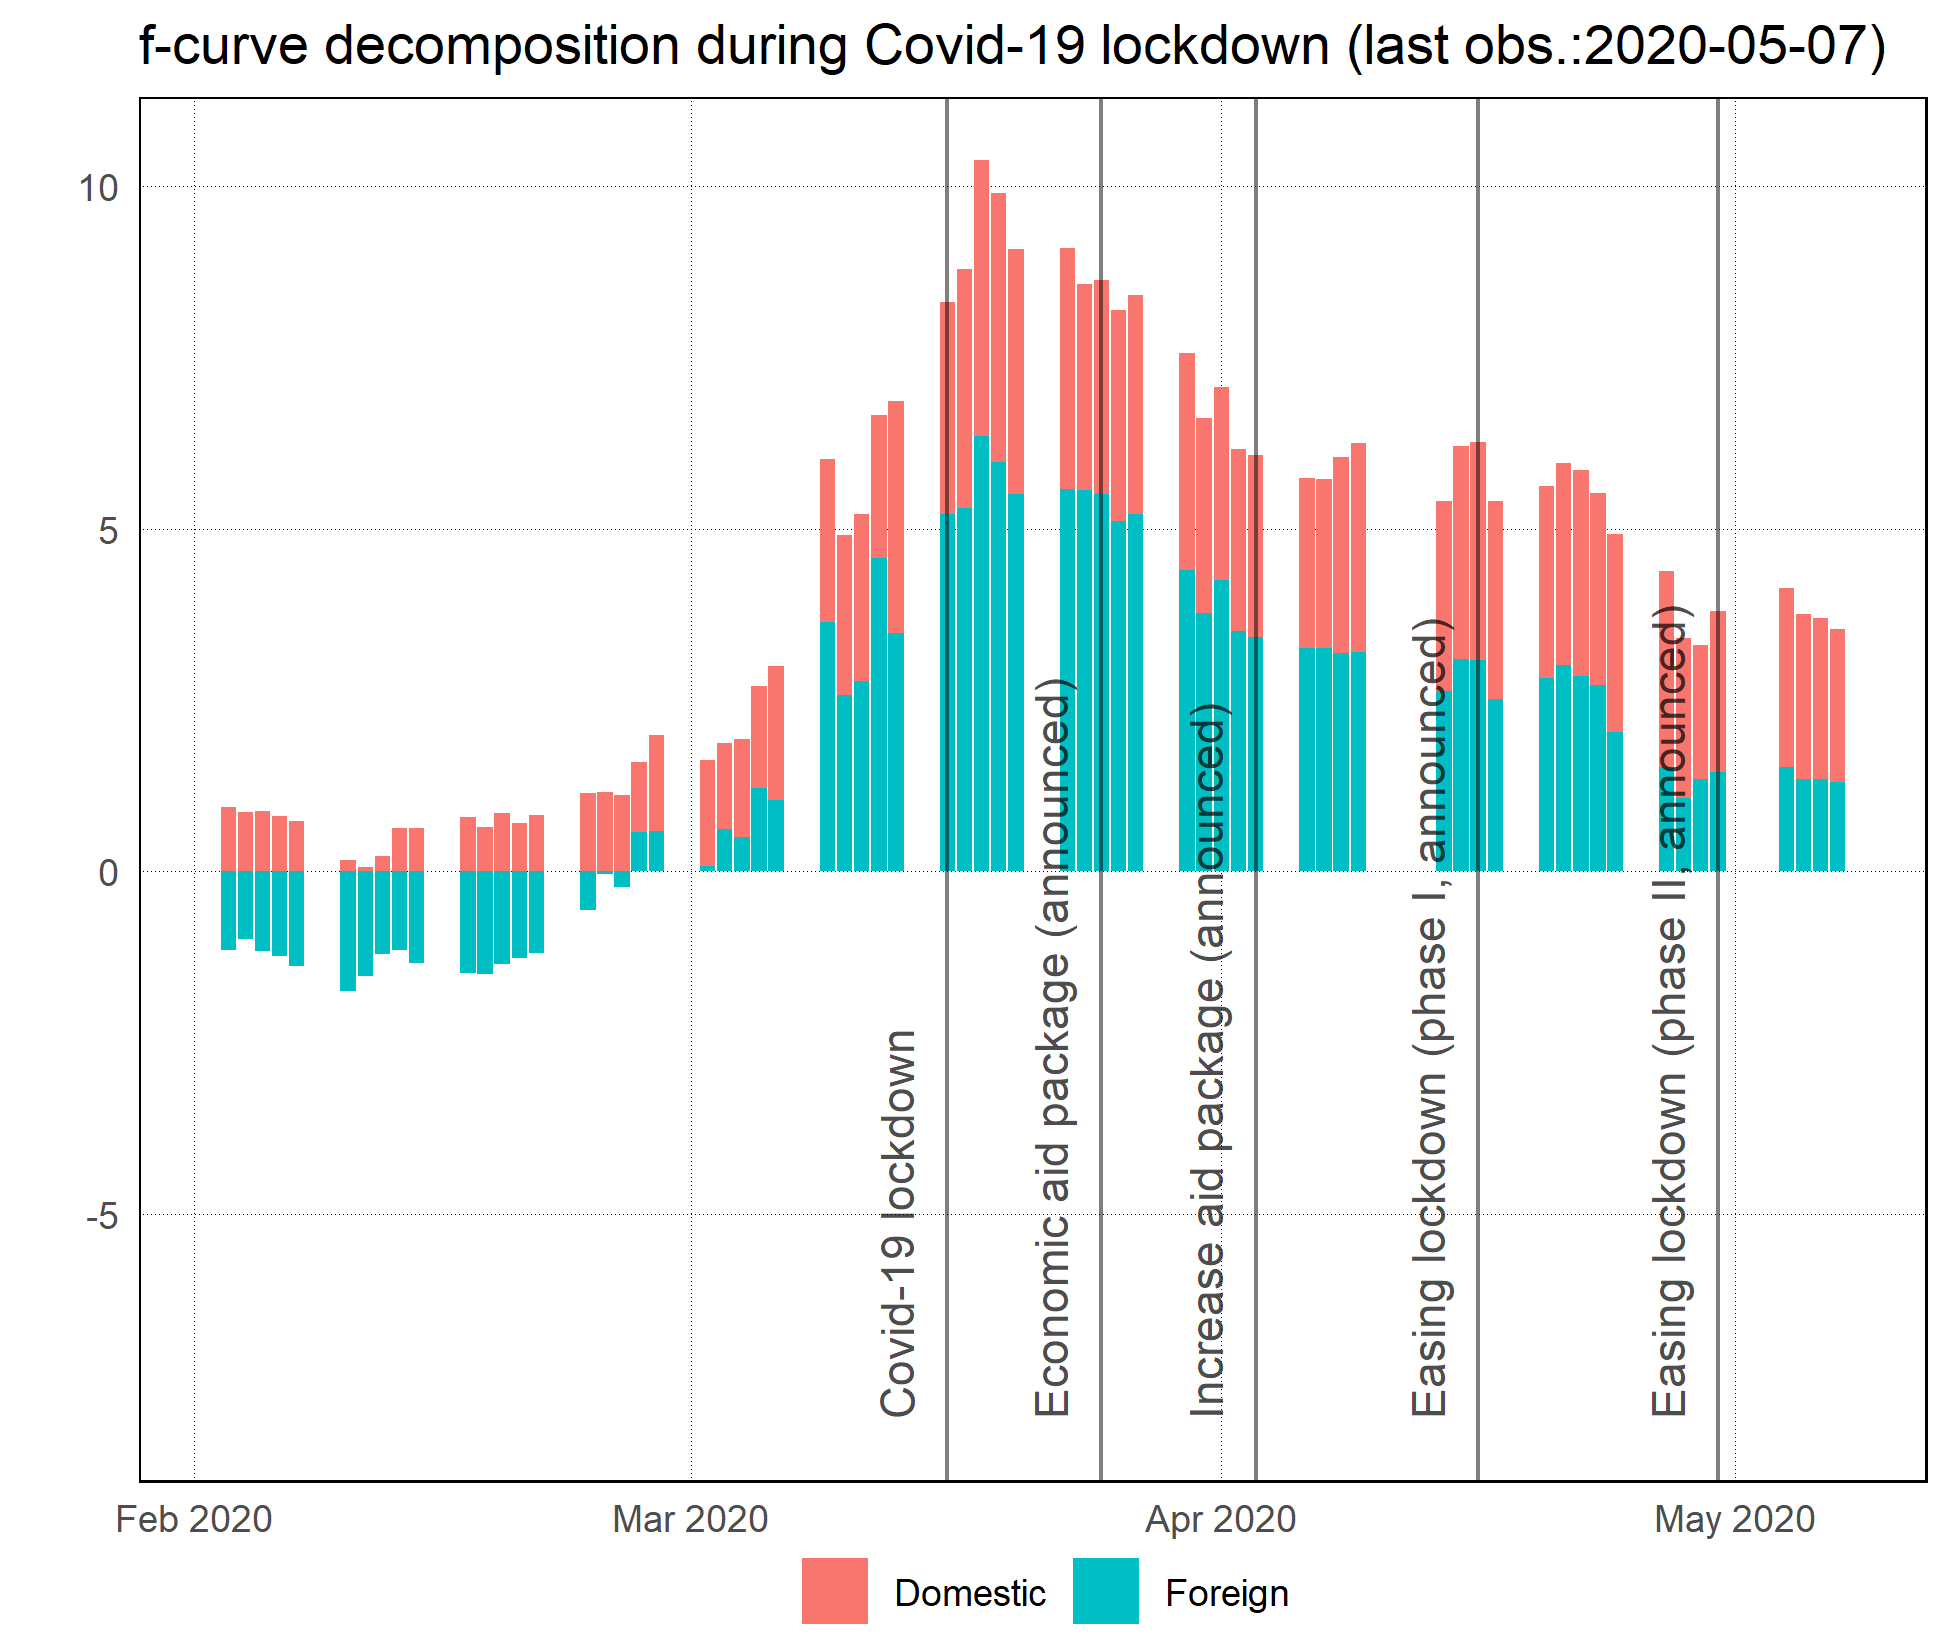 f-curve decomposition during Covid-19 lockdown (last obs.:2020-05-07)
10
5
0
-5
Covid-19 lockdown
Economic aid package (announced)
Increase aid package (announced)
Easing lockdown (phase I, announced)
Easing lockdown (phase II, announced)
Feb 2020
Mar 2020
Apr 2020
May 2020
Domestic
Foreign